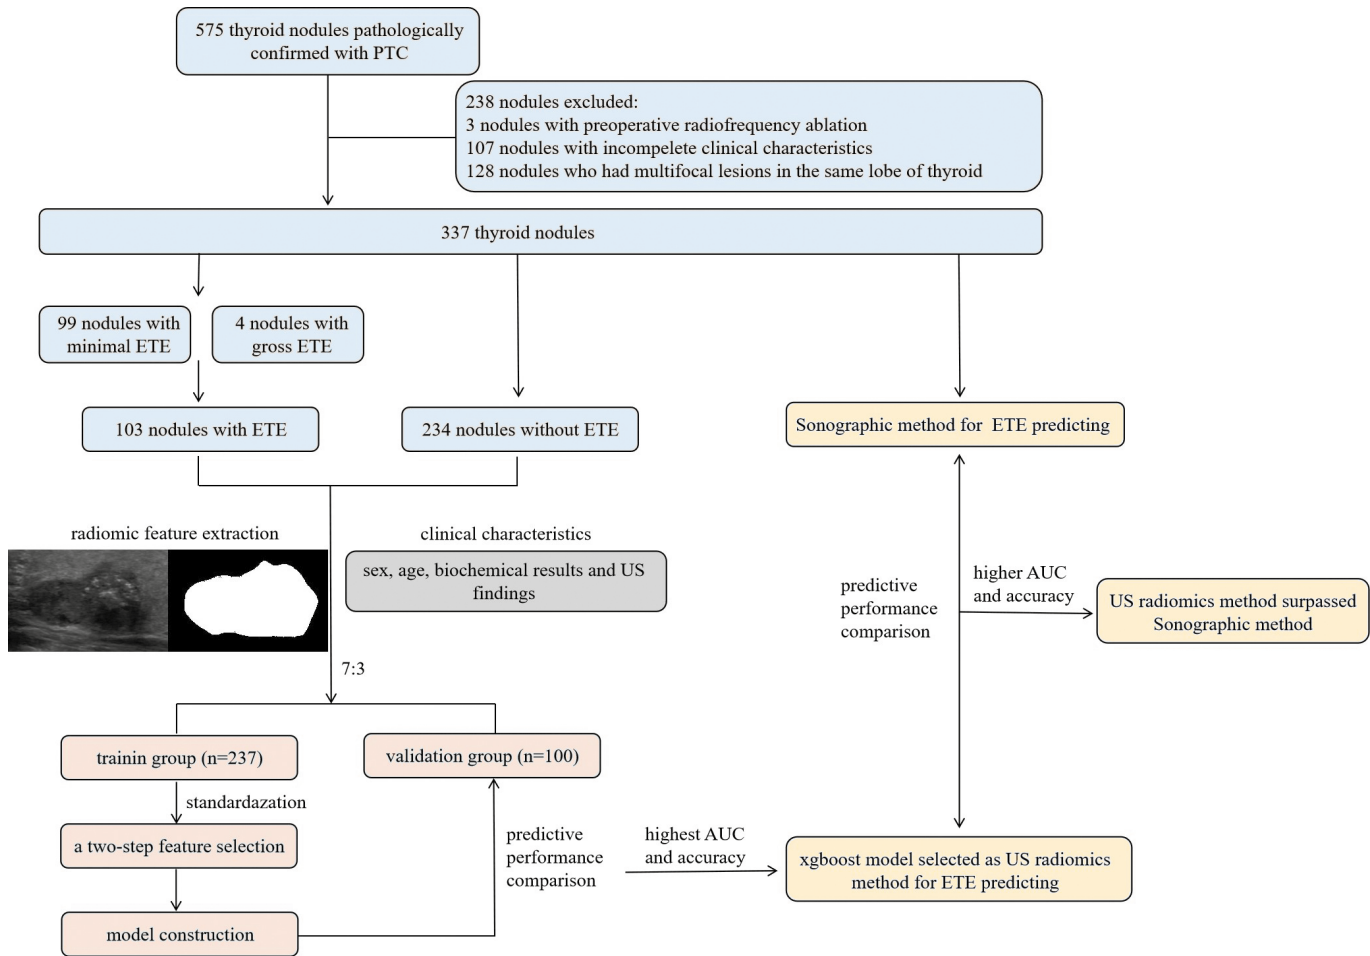 575 thyroid nodules pathologically
confirmed with PTC
238 nodules excluded:
3 nodules with preoperative radiofrequency ablation
107 nodules with incompelete clinical characteristics
128 nodules who had multifocal lesions in the same lobe of thyroid
337 thyroid nodules
99 nodules with
minimal ETE
4 nodules with
gross ETE
103 nodules with ETE
234 nodules without ETE
Sonographic method for ETE predicting
radiomic feature extraction
clinical characteristics
sex, age, biochemical results and US
findings
predictive
performance
comparison
higher AUC
and accuracy
US radiomics method surpassed
Sonographic method
7:3
trainin group (n=237)
validation group (n=100)
standardazation
a two-step feature selection
model construction
predictive
performance
comparison
highest AUC
and accuracy
xgboost model selected as US radiomics
method for ETE predicting